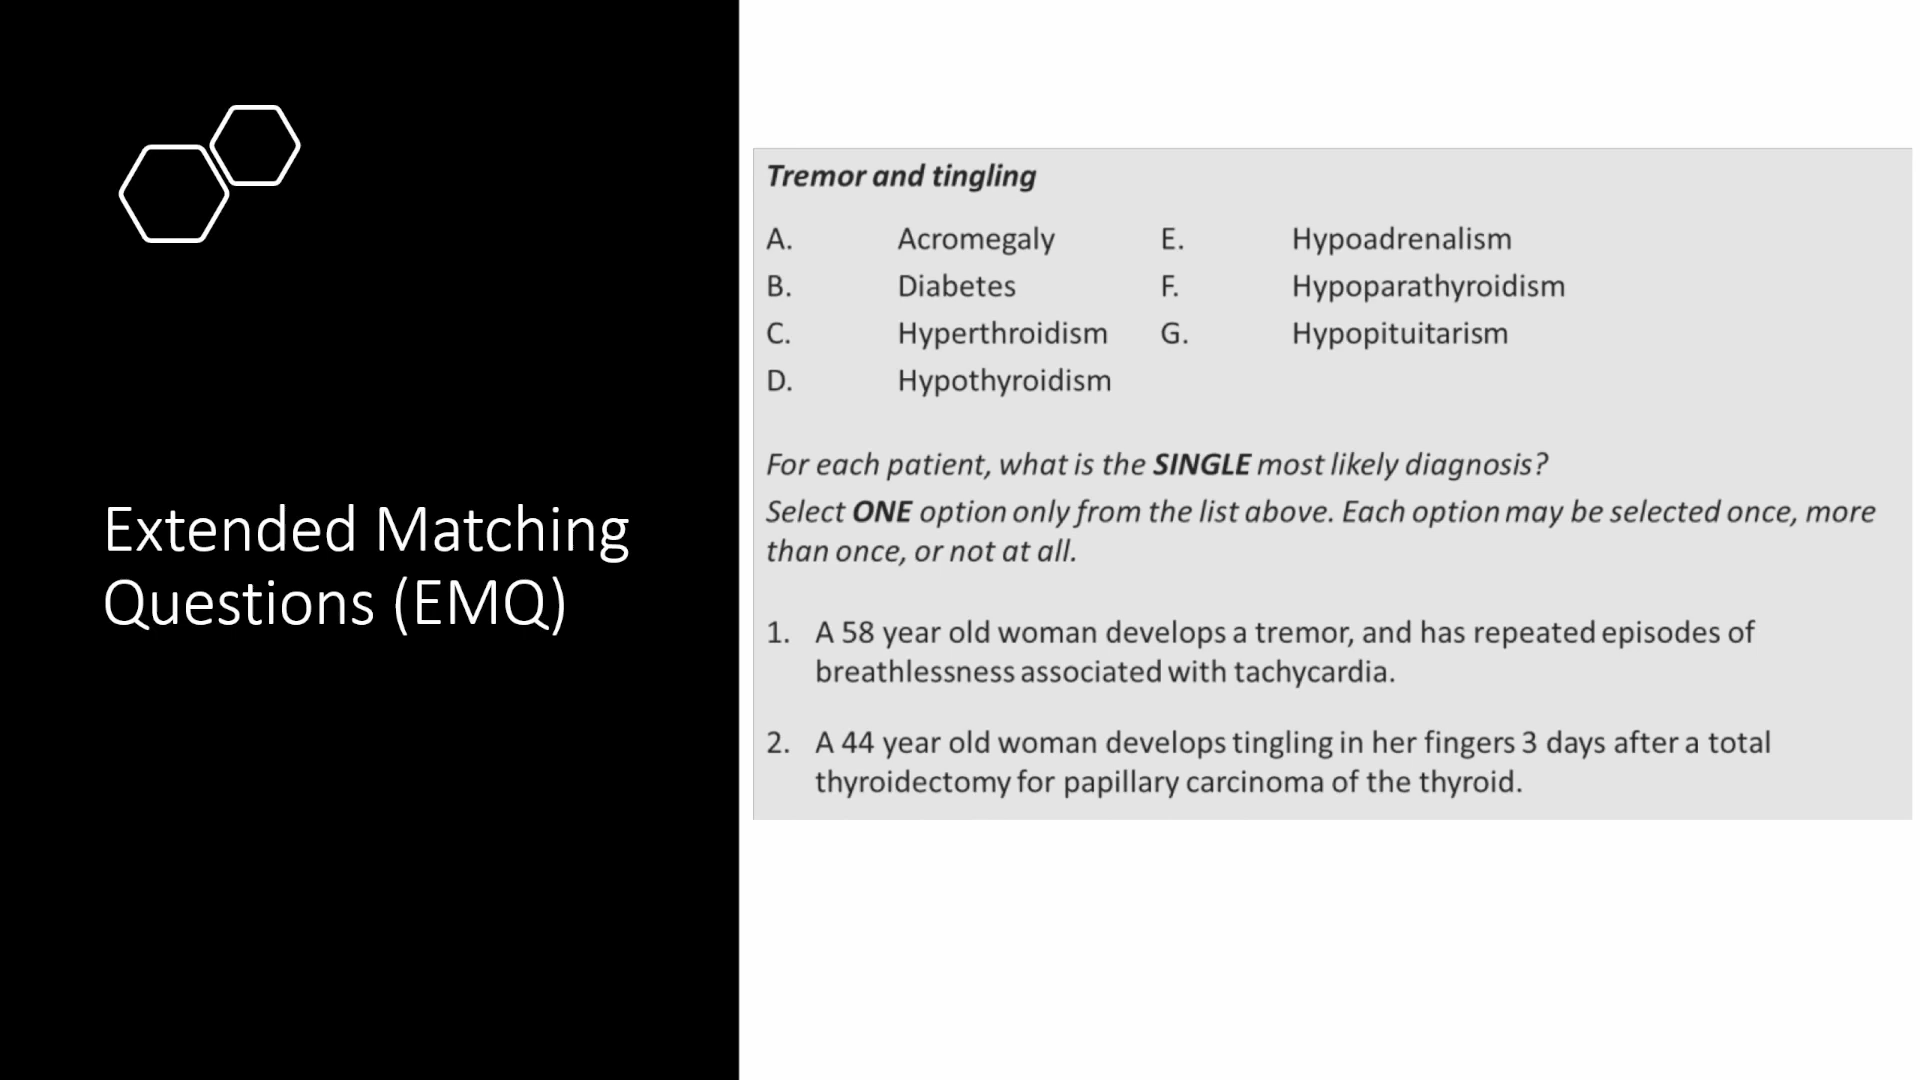 Extended Matching
Questions (EMQ)
Tremor and tingling
A. Acromegaly E. Hypoadrenalism
B. Diabetes F. Hypoparathyroidism
C. Hyperthroidism G. Hypopituitarism
D. Hypothyroidism
For each patient, what is the SINGLE most likely diagnosis?
Select ONE option only from the list above. Each option may be selected once, more
than once, or not at all.
1. A 58 year old woman develops a tremor, and has repeated episodes of
breathlessness associated with tachycardia.
2. A 44 year old woman develops tingling in her fingers 3 days after a total
thyroidectomy for papillary carcinoma of the thyroid.